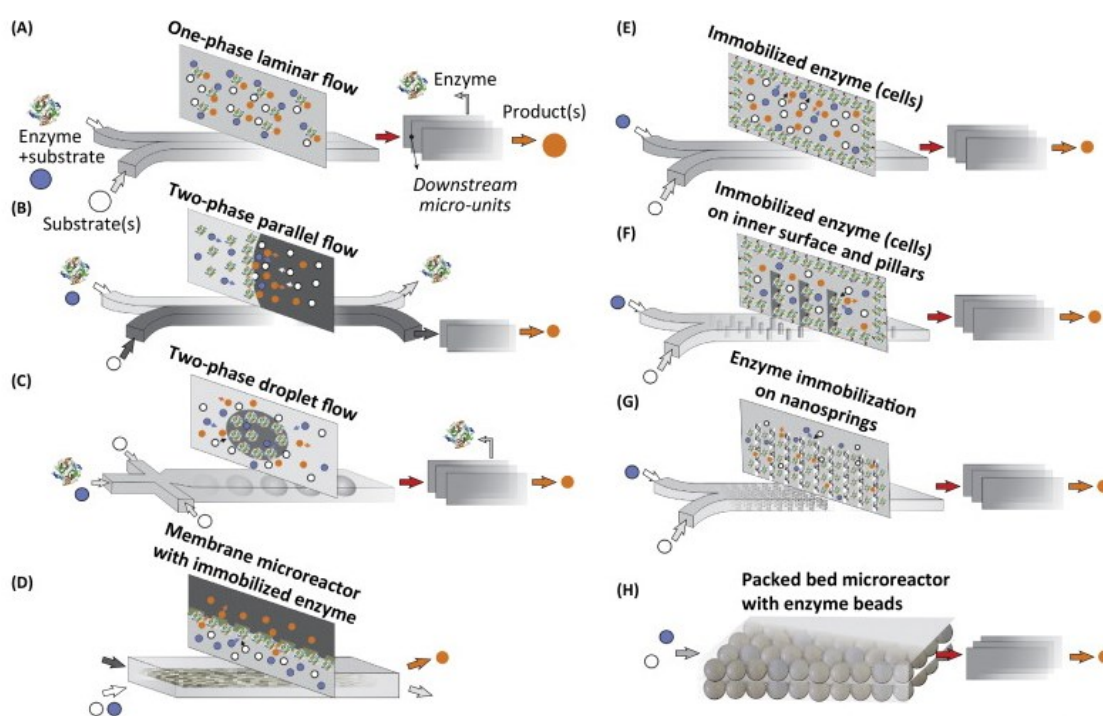 (A)
One-phase laminar flow
Enzyme
Product(s)
Enzyme
+substrate
Downstream
micro-units
Substrate(s)
(B)
Two-phase parallel flow
(C)
Two-phase droplet flow
(D)
Membrane microreactor
with immobilized enzyme
(E)
Immobilized enzyme (cells)
(F)
Immobilized enzyme (cells)
on inner surface and pillars
(G)
Enzyme immobilization
on nanosprings
(H)
Packed bed microreactor
with enzyme beads